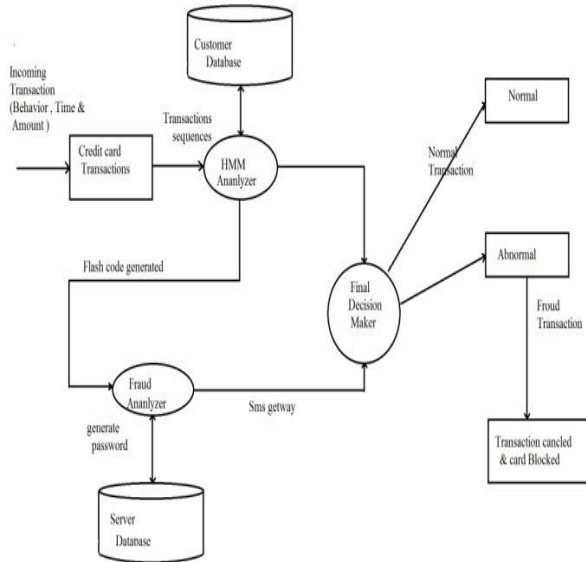 Customer
Database
Incoming
Transaction
(Behavior , Time &
Amount )
Transactions
sequences
Credit card
Transactions
HMM
Ananlyzer
Normal
Normal
Transaction
Flash code generated
Final
Decision
Maker
Abnormal
Froud
Transaction
Fraud
Ananlyzer
Sms getway
generate
password
Transaction cancled
& card Blocked
Server
Database